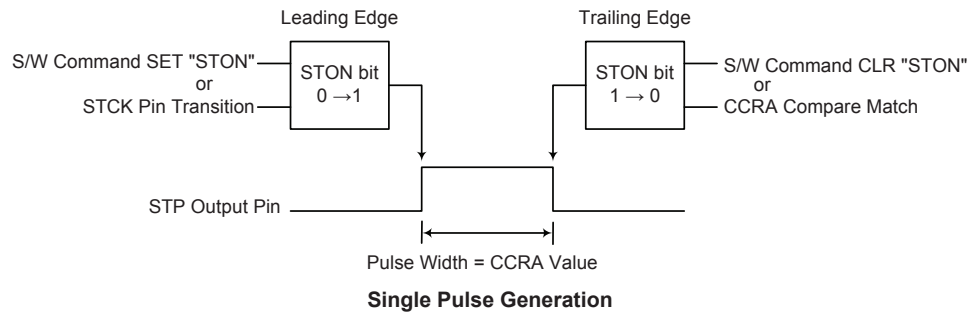 Leading Edge
Trailing Edge
S/W Command SET "STON"
or
STCK Pin Transition
STON bit
0 →1
STON bit
1 → 0
S/W Command CLR "STON"
or
CCRA Compare Match
STP Output Pin
Pulse Width = CCRA Value
Single Pulse Generation